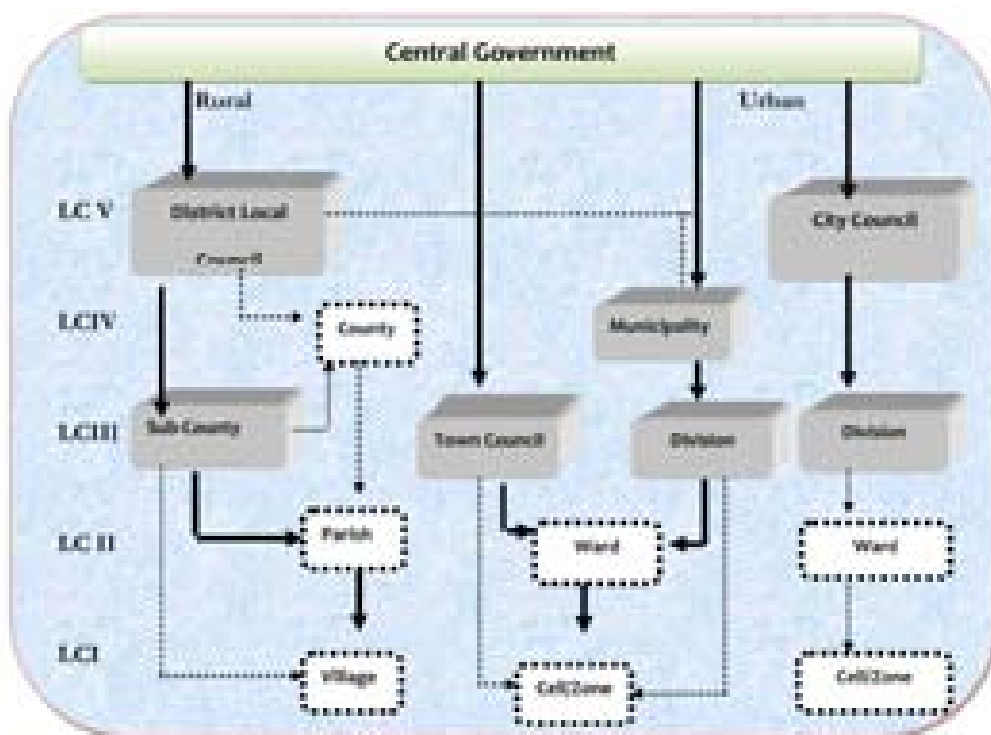 Central Government
Rural
Urban
LC V
District Local
Council
City Council
LCIV
County
Municipality
LCIII
Sub County
Town Council
Division
Division
LC II
Parish
Ward
Ward
LCI
Village
Cell/Zone
Cell/Zone